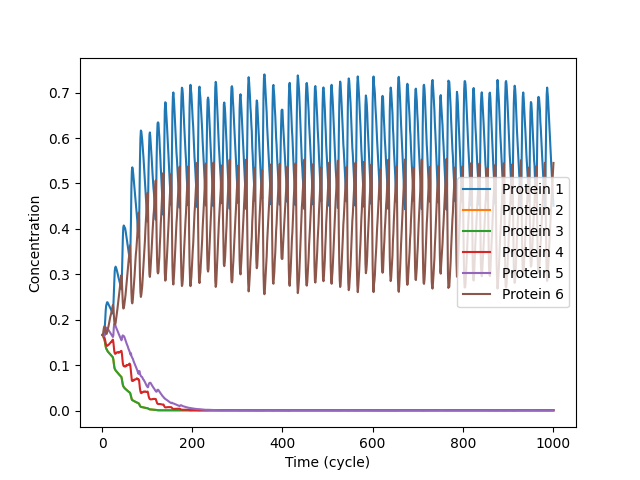 0.7
0.6
0.5
0.4
0.3
0.2
0.1
0.0
Concentration
Protein 1
Protein 2
Protein 3
Protein 4
Protein 5
Protein 6
0 200 400 600 800 1000
Time (cycle)